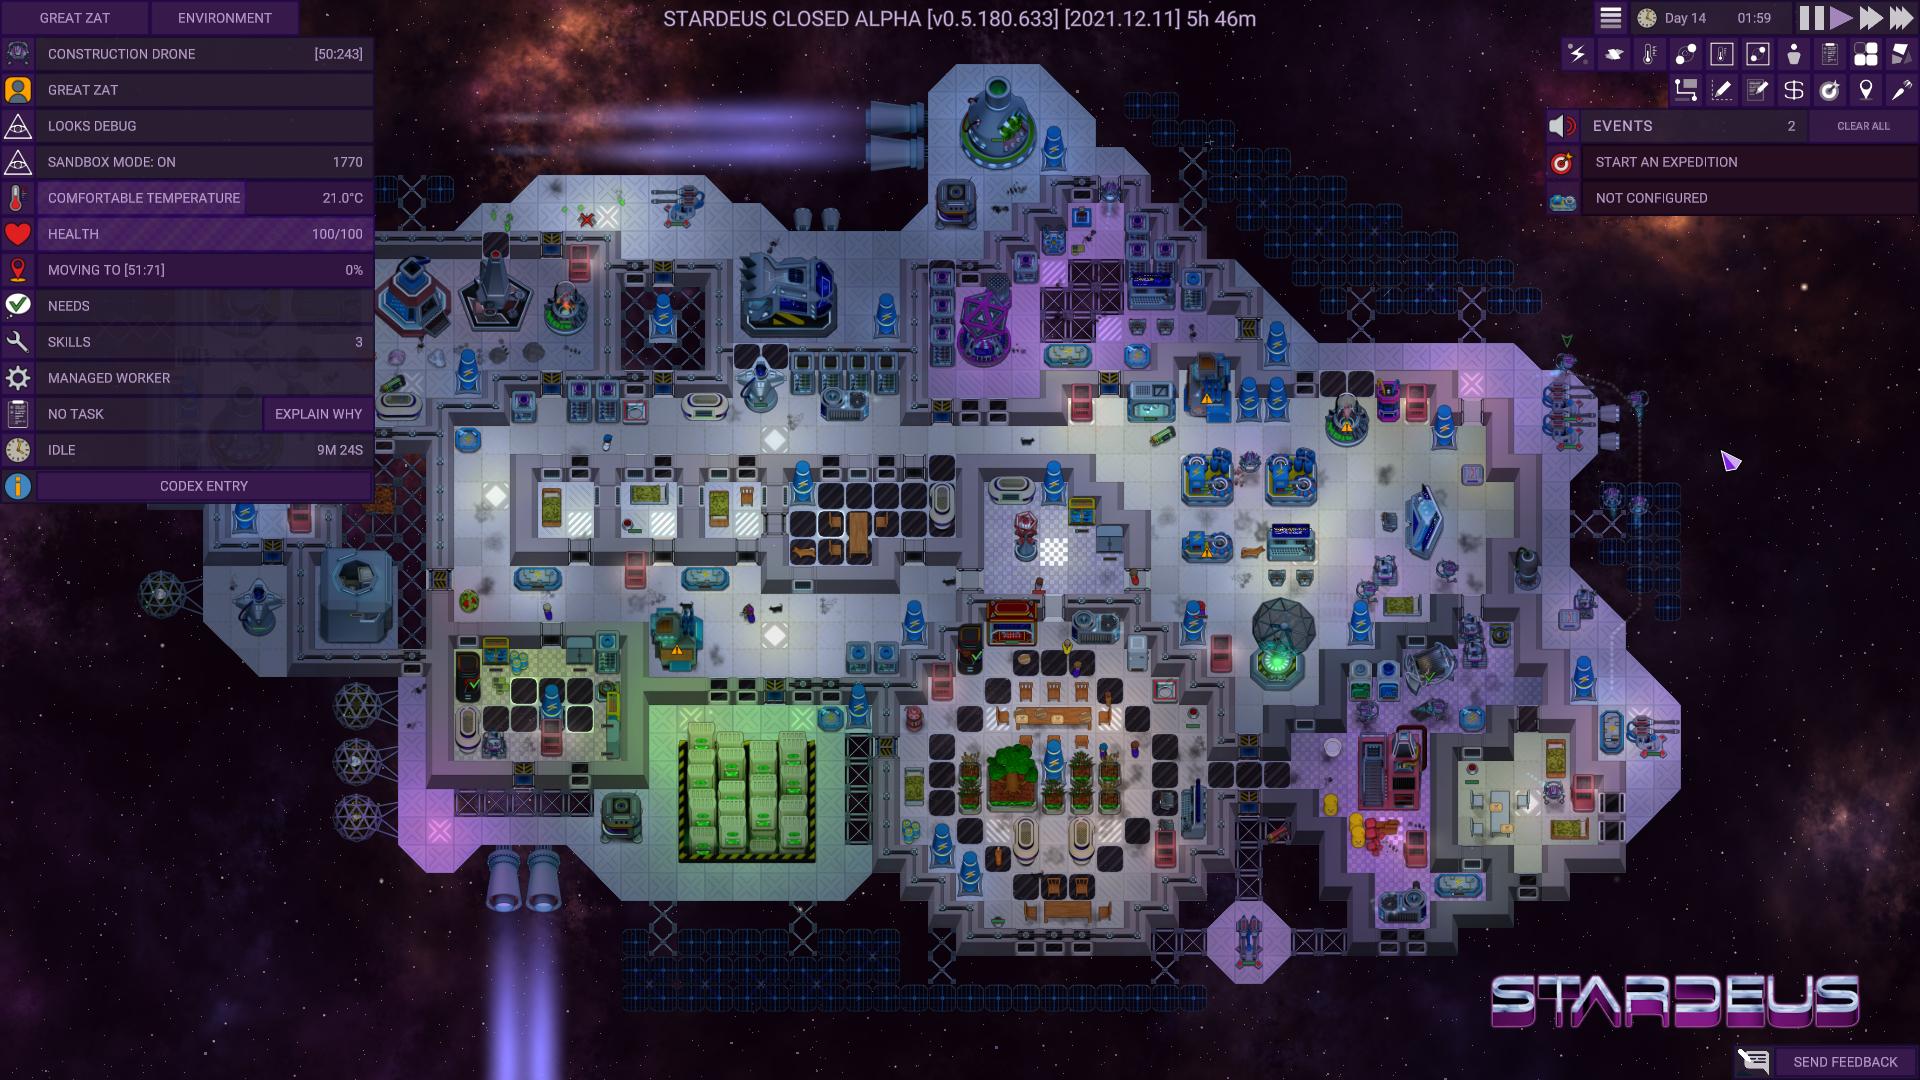 GREAT ZAT
ENVIRONMENT
STARDEUS CLOSED ALPHA [v0.5.180.633] [2021.12.11] 5h 46m
Day 14
01:59
CONSTRUCTION DRONE [50:243]
GREAT ZAT
LOOKS DEBUG
SANDBOX MODE: ON 1770
COMFORTABLE TEMPERATURE 21.0°C
HEALTH 100/100
MOVING TO [51:71] 0%
NEEDS
SKILLS 3
MANAGED WORKER
NO TASK EXPLAIN WHY
IDLE 9M 24S
CODEX ENTRY
EVENTS 2 CLEAR ALL
START AN EXPEDITION
NOT CONFIGURED
STARDEUS
SEND FEEDBACK